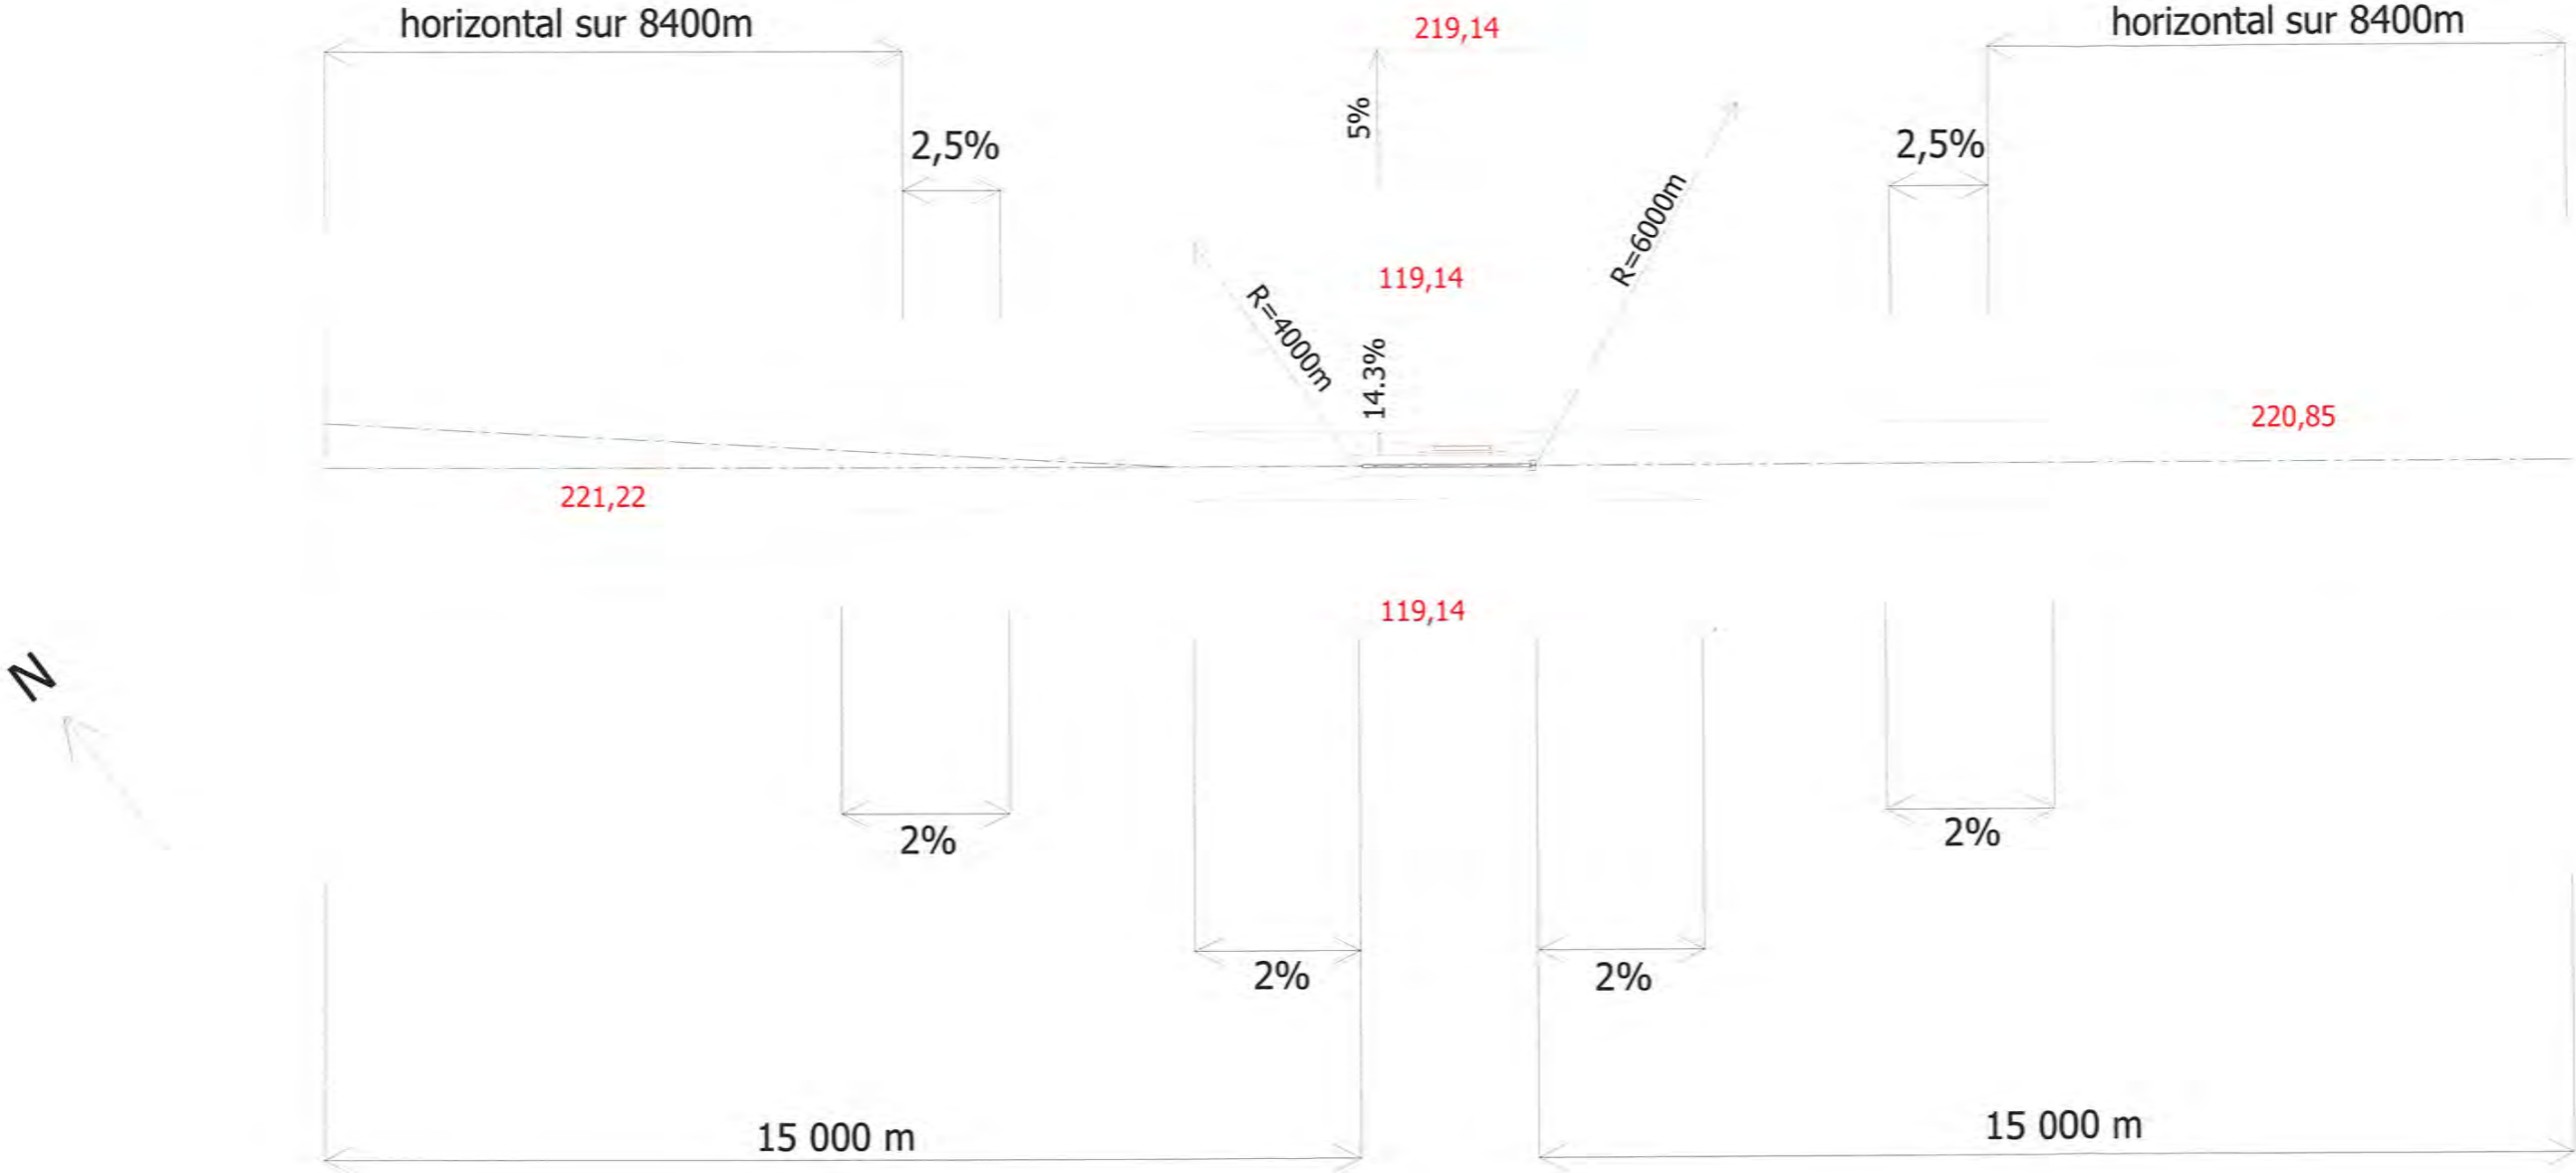 horizontal sur 8400m
219,14
horizontal sur 8400m
5%
2,5%
2,5%
R=6000m
119,14
R=4000m
14.3%
220,85
221,22
119,14
N
2%
2%
2%
2%
15 000 m
15 000 m